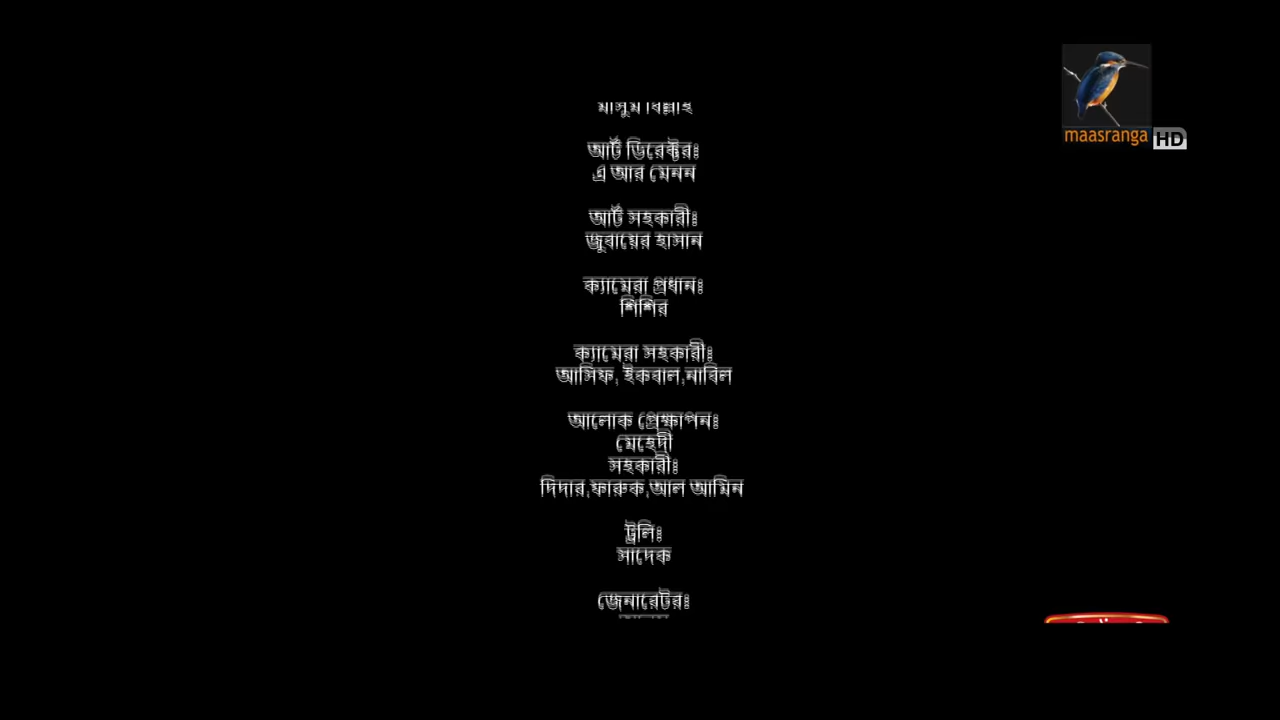 মাসুম বিল্লাহ
maasranga HD
আর্ট ডিরেক্টরঃ
এ আর মেনন
আর্ট সহকারীঃ
জুবায়ের হাসান
ক্যামেরা প্রধানঃ
শিশির
ক্যামেরা সহকারীঃ
আসিফ, ইকবাল,নাবিল
আলোক প্রেক্ষাপনঃ
মেহেদী
সহকারীঃ
দিদার,ফারুক,আল আমিন
ট্রলিঃ
সাদেক
জেনারেটরঃ